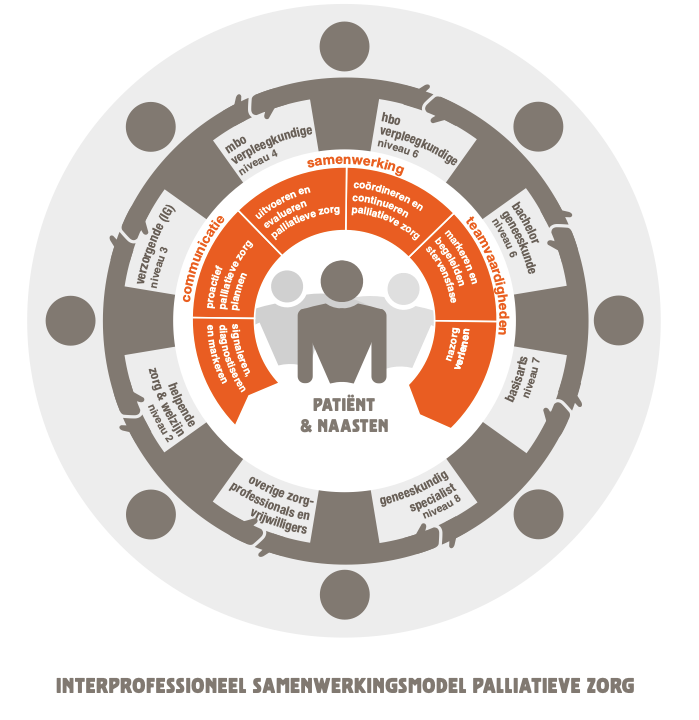 mbo
verpleegkundige
niveau 4
hbo
verpleegkundige
niveau 6
bachelor
geneeskunde
niveau 6
basisarts
niveau 7
geneeskundig
specialist
niveau 8
overige zorg-
professionals en
vrijwilligers
helpende
zorg & welzijn
niveau 2
verzorgende (IG)
niveau 3
communicatie
samenwerking
teamvaardigheden
signaleren,
diagnostiseren
en markeren
proactief
palliatieve zorg
plannen
uitvoeren en
evalueren
palliatieve zorg
coördineren en
continueren
palliatieve zorg
markeren en
begeleiden
stervensfase
nazorg
verlenen
PATIËNT
& NAASTEN
INTERPROFESSIONEEL SAMENWERKINGSMODEL PALLIATIEVE ZORG